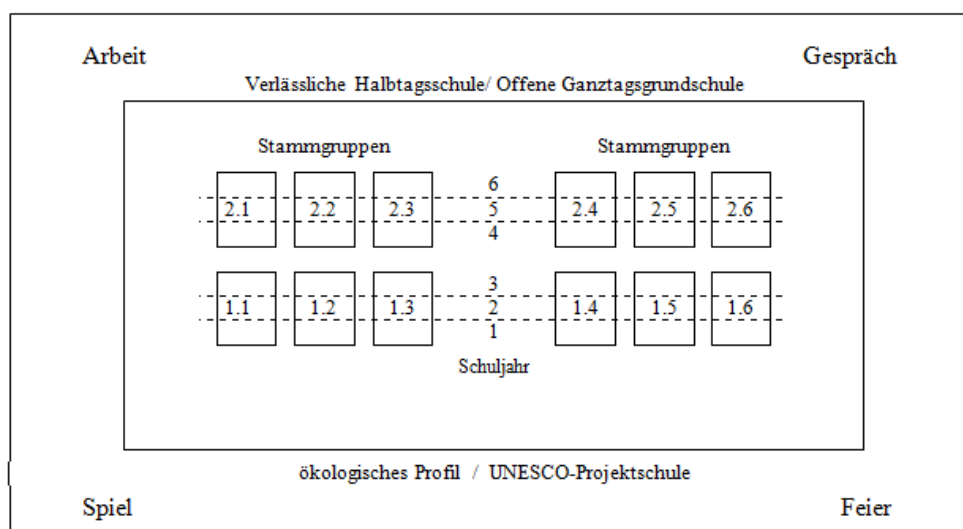 Arbeit Gespräch
Verlässliche Halbtagsschule/ Offene Ganztagsgrundschule
Stammgruppen Stammgruppen
6
2.1 2.2 2.3 5 2.4 2.5 2.6
4
3
1.1 1.2 1.3 2 1.4 1.5 1.6
1
Schuljahr
ökologisches Profil / UNESCO-Projektschule
Spiel Feier